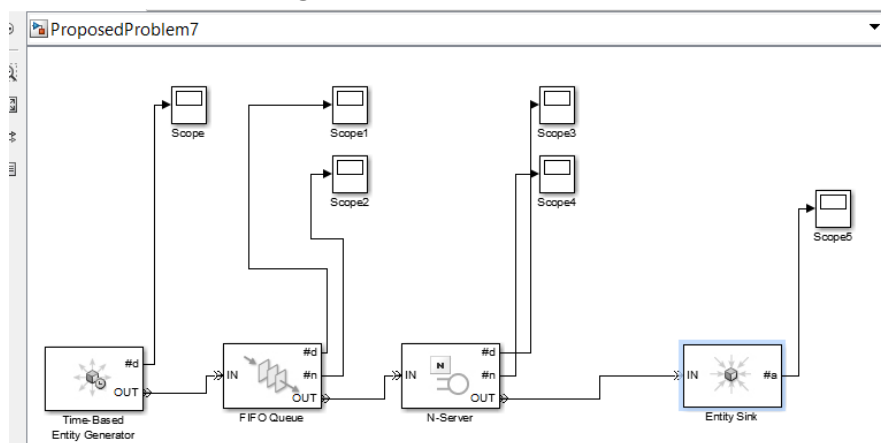 ProposedProblem7
Scope
Scope1
Scope3
Scope2
Scope4
Scope5
#d
OUT
Time-Based
Entity Generator
IN
#d
#n
OUT
FIFO Queue
IN
N
#d
#n
OUT
N-Server
IN
#a
Entity Sink